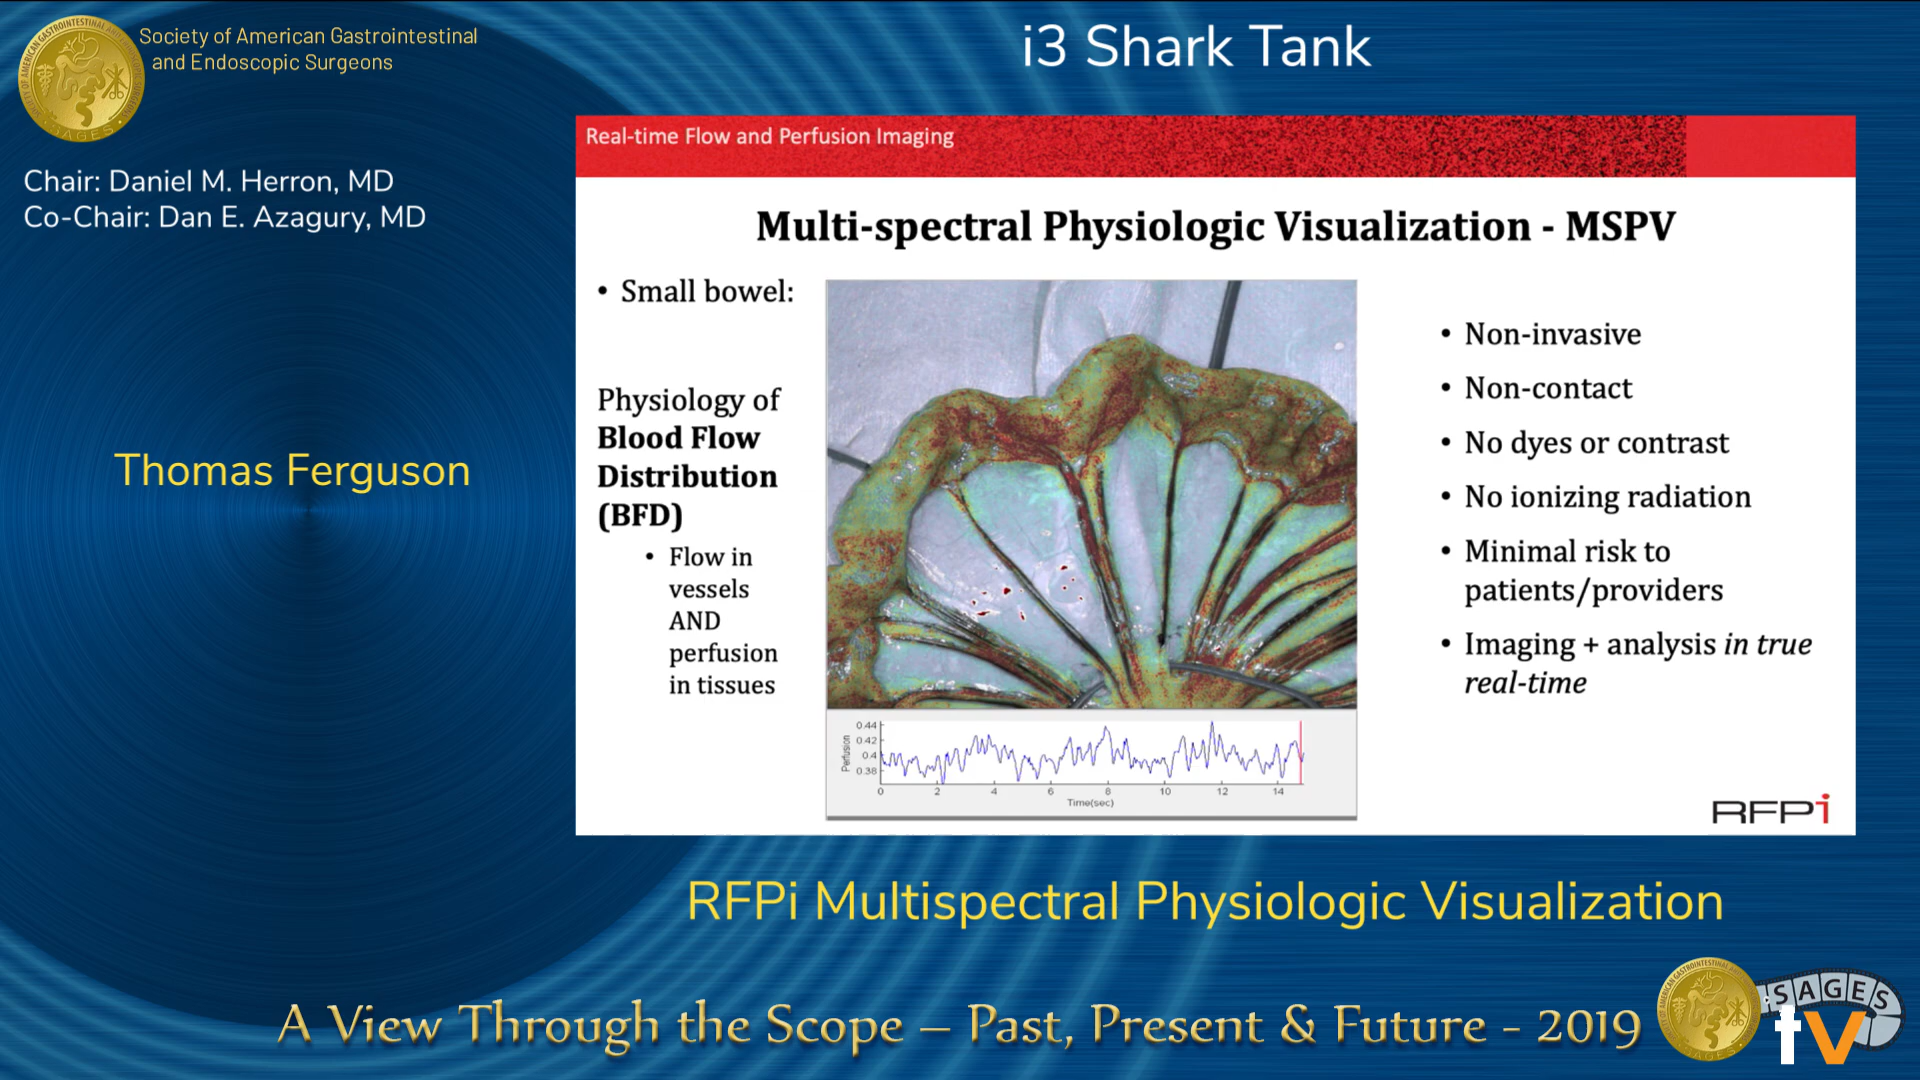 Society of American Gastrointestinal
and Endoscopic Surgeons
i3 Shark Tank
Chair: Daniel M. Herron, MD
Co-Chair: Dan E. Azagury, MD
Thomas Ferguson
Real-time Flow and Perfusion Imaging
Multi-spectral Physiologic Visualization - MSPV
• Small bowel:
Physiology of
Blood Flow
Distribution
(BFD)
• Flow in
vessels
AND
perfusion
in tissues
Perfusion
0.44
0.42
0.4
0.38
0 2 4 6 8 10 12 14
Time(sec)
• Non-invasive
• Non-contact
• No dyes or contrast
• No ionizing radiation
• Minimal risk to
patients/providers
• Imaging + analysis in true
real-time
RFPi
RFPi Multispectral Physiologic Visualization
A View Through the Scope – Past, Present & Future - 2019
SAGES
tv